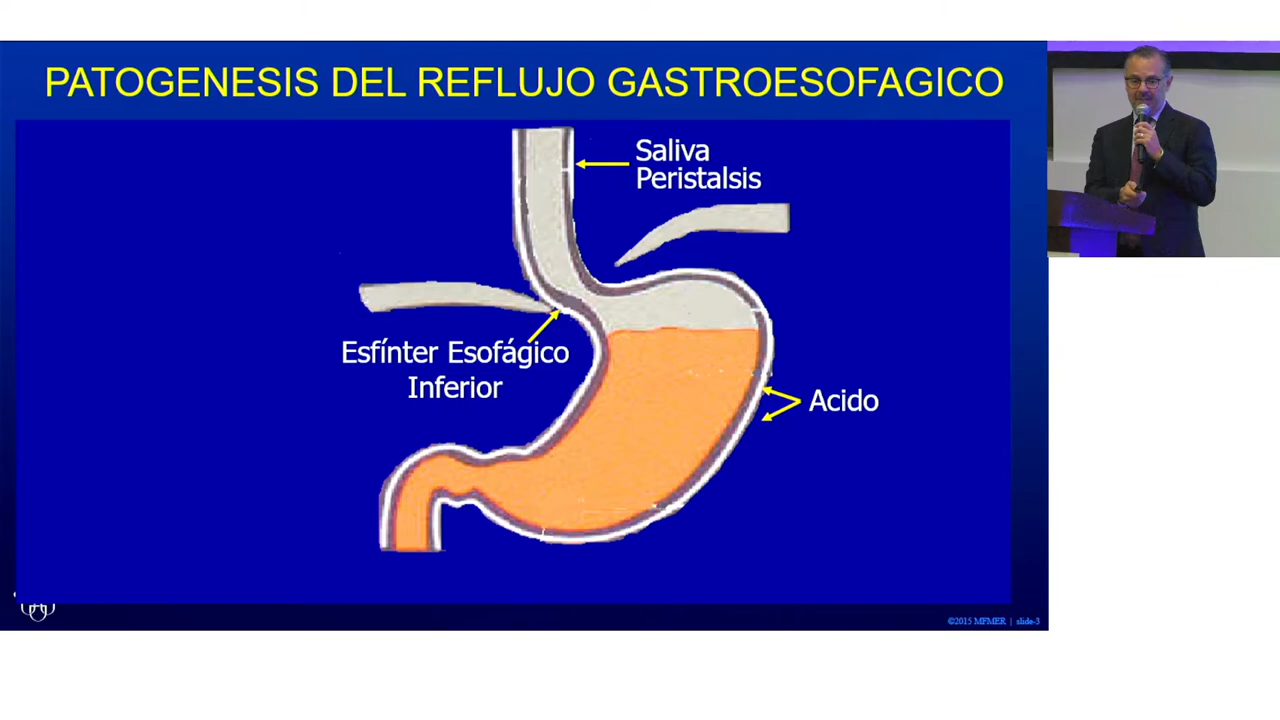 PATOGENESIS DEL REFLUJO GASTROESOFAGICO
Saliva
Peristalsis
Esfínter Esofágico
Inferior
Acido
©2015 MFMER | slide-3